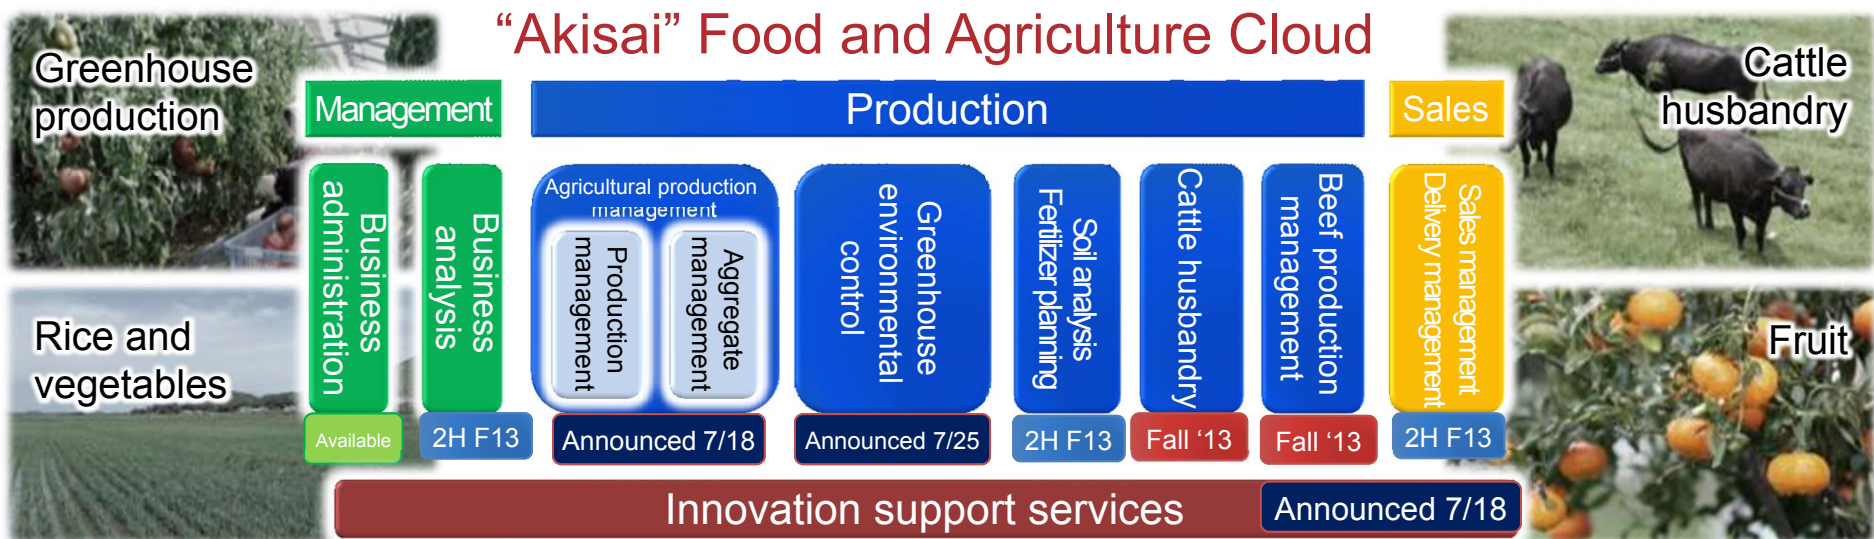 “Akisai” Food and Agriculture Cloud
Greenhouse
production
Cattle
husbandry
Rice and
vegetables
Fruit
Management
Production
Sales
Business
administration
Business
analysis
Agricultural production
management
Production
management
Aggregate
management
Greenhouse
environmental
control
Soil analysis
Fertilizer planning
Cattle husbandry
Beef production
management
Sales management
Delivery management
Available
2H F13
Announced 7/18
Announced 7/25
2H F13
Fall ‘13
Fall ‘13
2H F13
Innovation support services
Announced 7/18